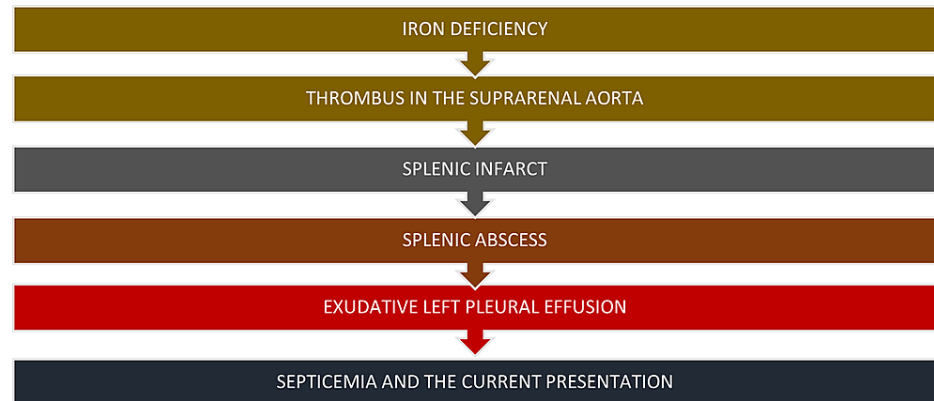 IRON DEFICIENCY
THROMBUS IN THE SUPRARENAL AORTA
SPLENIC INFARCT
SPLENIC ABSCESS
EXUDATIVE LEFT PLEURAL EFFUSION
SEPTICEMIA AND THE CURRENT PRESENTATION